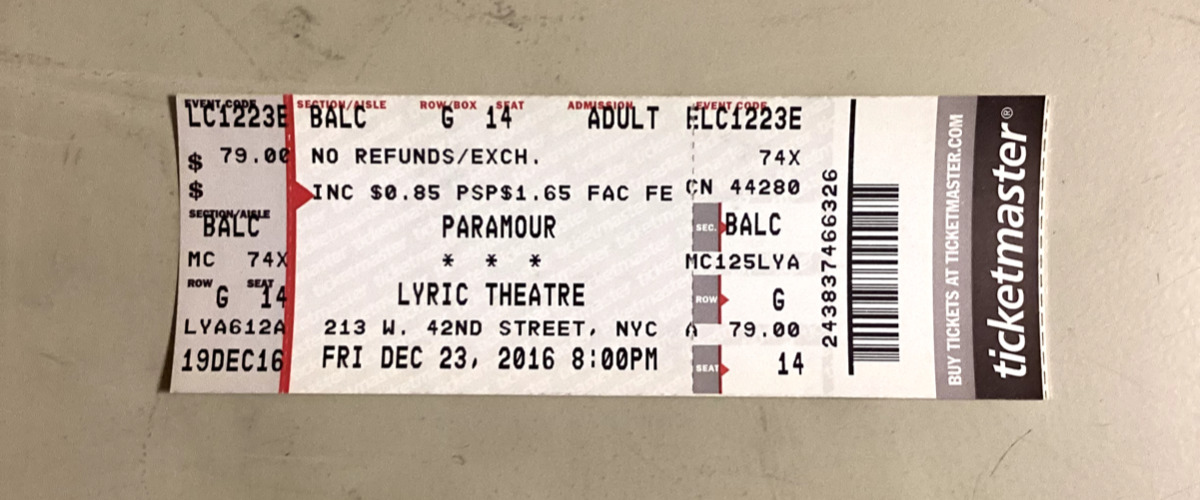 EVENT CODE
LC1223E
$ 79.00
$
SECTION/AISLE
BALC
MC 74X
ROW SEAT
G 14
LYA612A
19DEC16
SECTION/AISLE ROW/BOX SEAT ADMISSION EVENT CODE
BALC G 14 ADULT ELC1223E
NO REFUNDS/EXCH.
INC $0.85 PSP$1.65 FAC FE
PARAMOUR
* * *
LYRIC THEATRE
213 W. 42ND STREET, NYC
FRI DEC 23, 2016 8:00PM
74X
CN 44280
SEC. BALC
MC125LYA
ROW G
A 79.00
SEAT 14
243837466326
BUY TICKETS AT TICKETMASTER.COM
ticketmaster®